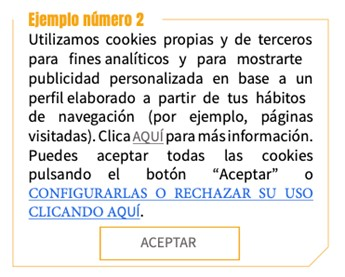 Ejemplo número 2
Utilizamos cookies propias y de terceros
para fines analíticos y para mostrarte
publicidad personalizada en base a un
perfil elaborado a partir de tus hábitos
de navegación (por ejemplo, páginas
visitadas). Clica AQUÍ para más información.
Puedes aceptar todas las cookies
pulsando el botón “Aceptar” o
CONFIGURARLAS O RECHAZAR SU USO
CLICANDO AQUÍ.
ACEPTAR